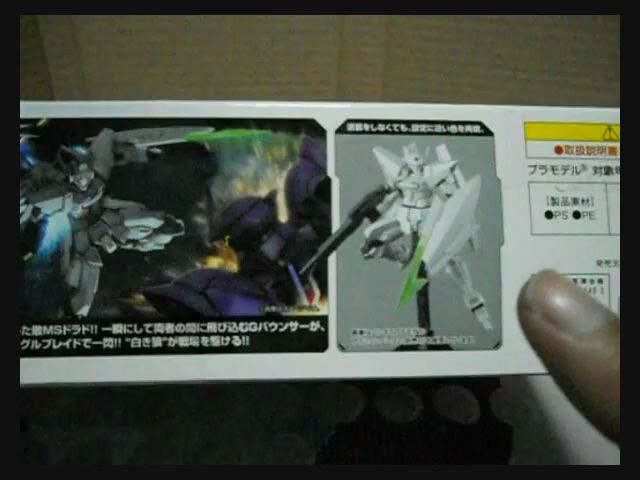 た敵MSドラド!! 一瞬にして両者の間に飛び込むGバウンサーが、
グルブレイドで一閃!! “白き狼”が戦場を駆ける!!
塗装をしなくても、設定に近い色を再現。
●取扱説明書
プラモデル 対象
[製品素材]
●PS ●PE
発売元